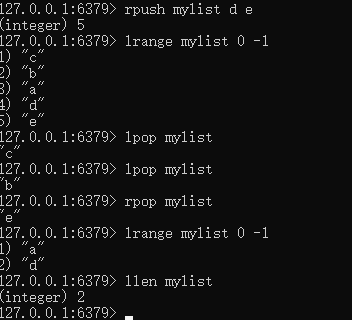 127.0.0.1:6379> rpush mylist d e
(integer) 5
127.0.0.1:6379> lrange mylist 0 -1
1) "c"
2) "b"
3) "a"
4) "d"
5) "e"
127.0.0.1:6379> lpop mylist
"c"
127.0.0.1:6379> lpop mylist
"b"
127.0.0.1:6379> rpop mylist
"e"
127.0.0.1:6379> lrange mylist 0 -1
1) "a"
2) "d"
127.0.0.1:6379> llen mylist
(integer) 2
127.0.0.1:6379>